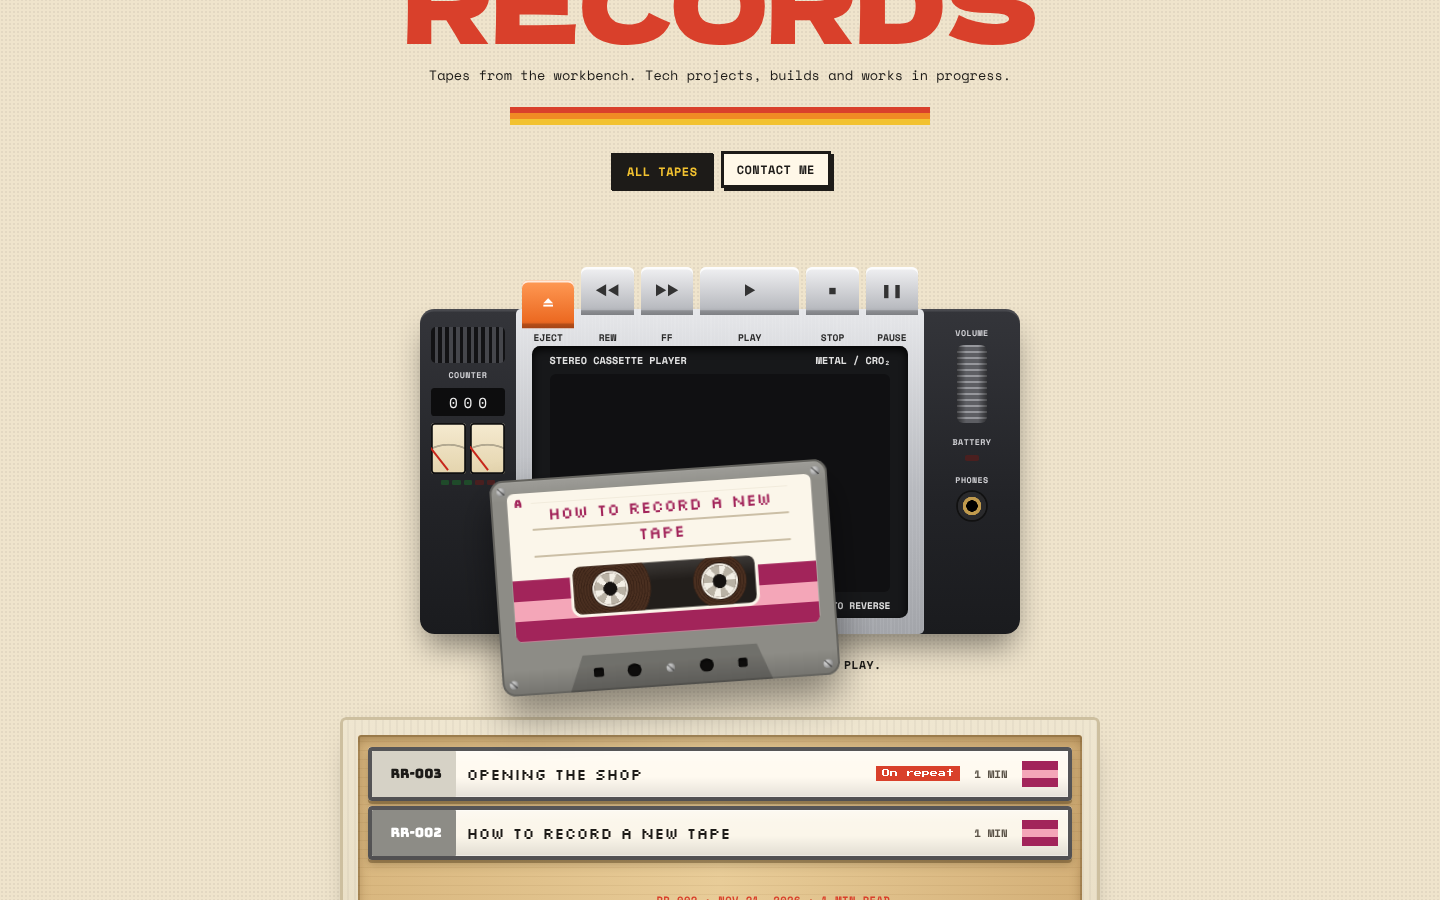 RECORDS
Tapes from the workbench. Tech projects, builds and works in progress.
ALL TAPES
CONTACT ME
EJECT
REW
FF
PLAY
STOP
PAUSE
STEREO CASSETTE PLAYER
METAL / CRO₂
COUNTER
000
VOLUME
BATTERY
PHONES
A
HOW TO RECORD A NEW
TAPE
REVERSE
PLAY.
RR-003
OPENING THE SHOP
On repeat
1 MIN
RR-002
HOW TO RECORD A NEW TAPE
1 MIN